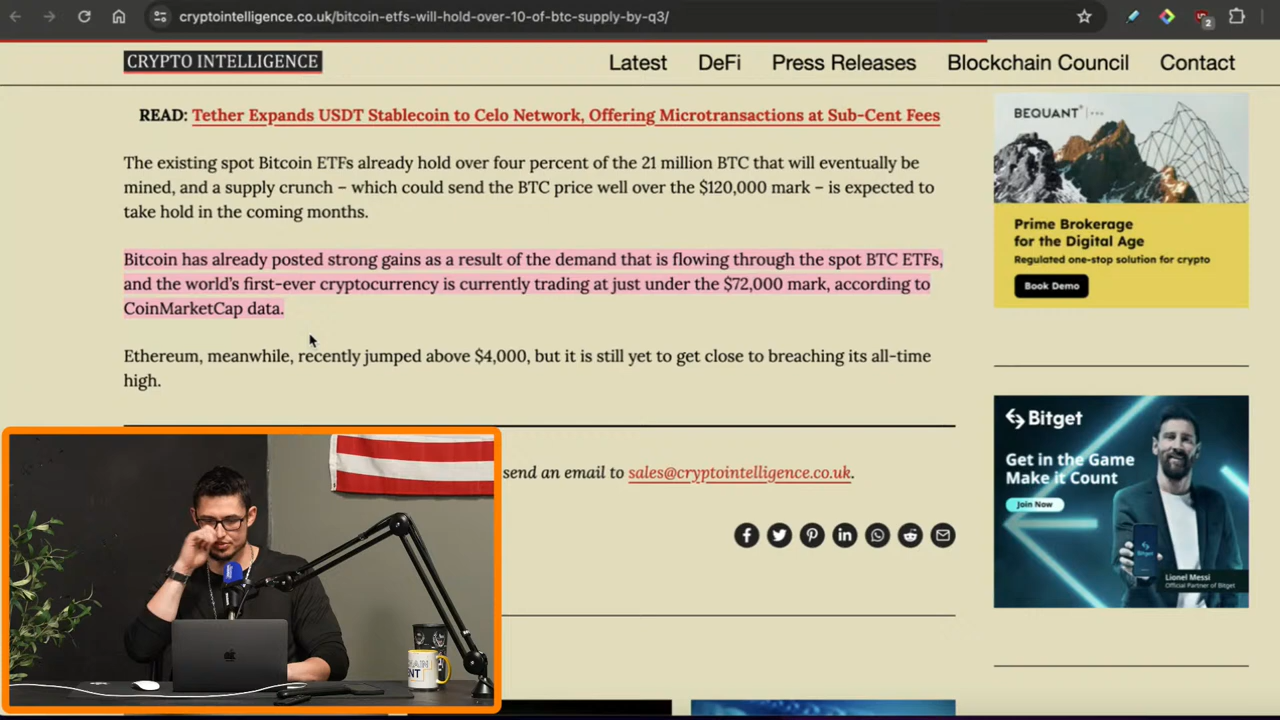 cryptointelligence.co.uk/bitcoin-etfs-will-hold-over-10-of-btc-supply-by-q3/
2
CRYPTO INTELLIGENCE
Latest
DeFi
Press Releases
Blockchain Council
Contact
READ: Tether Expands USDT Stablecoin to Celo Network, Offering Microtransactions at Sub-Cent Fees
The existing spot Bitcoin ETFs already hold over four percent of the 21 million BTC that will eventually be
mined, and a supply crunch – which could send the BTC price well over the $120,000 mark – is expected to
take hold in the coming months.
Bitcoin has already posted strong gains as a result of the demand that is flowing through the spot BTC ETFs,
and the world's first-ever cryptocurrency is currently trading at just under the $72,000 mark, according to
CoinMarketCap data.
Ethereum, meanwhile, recently jumped above $4,000, but it is still yet to get close to breaching its all-time
high.
send an email to sales@cryptointelligence.co.uk.
BEQUANT
Prime Brokerage
for the Digital Age
Regulated one-stop solution for crypto
Book Demo
Bitget
Get in the Game
Make it Count
Join Now
Lionel Messi
Official Partner of Bitget